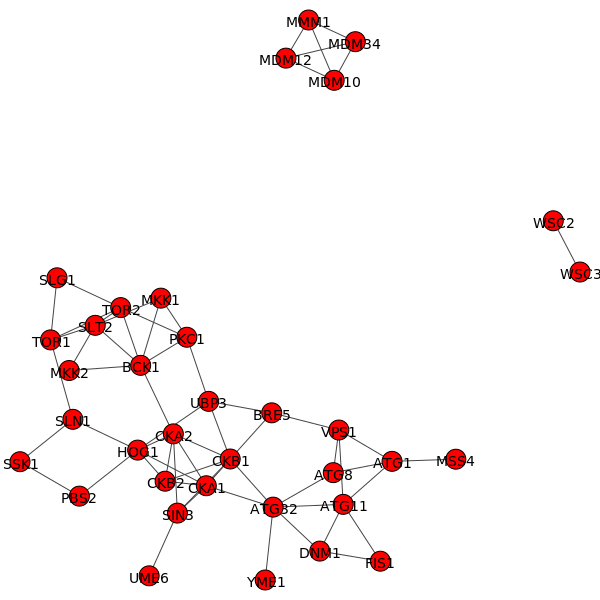 MMM1
MDM34
MDM12
MDM10
WSC2
WSC3
SLG1
MKK1
TOR2
SLT2
TOR1
PKC1
BCK1
MKK2
UBP3
BRE5
SLN1
VPS1
CKA2
HOG1
SSK1
CKB1
ATG1
MSS4
ATG8
CKB2
CKA1
PBS2
ATG11
ATG32
SIN3
DNM1
FIS1
UME6
YME1